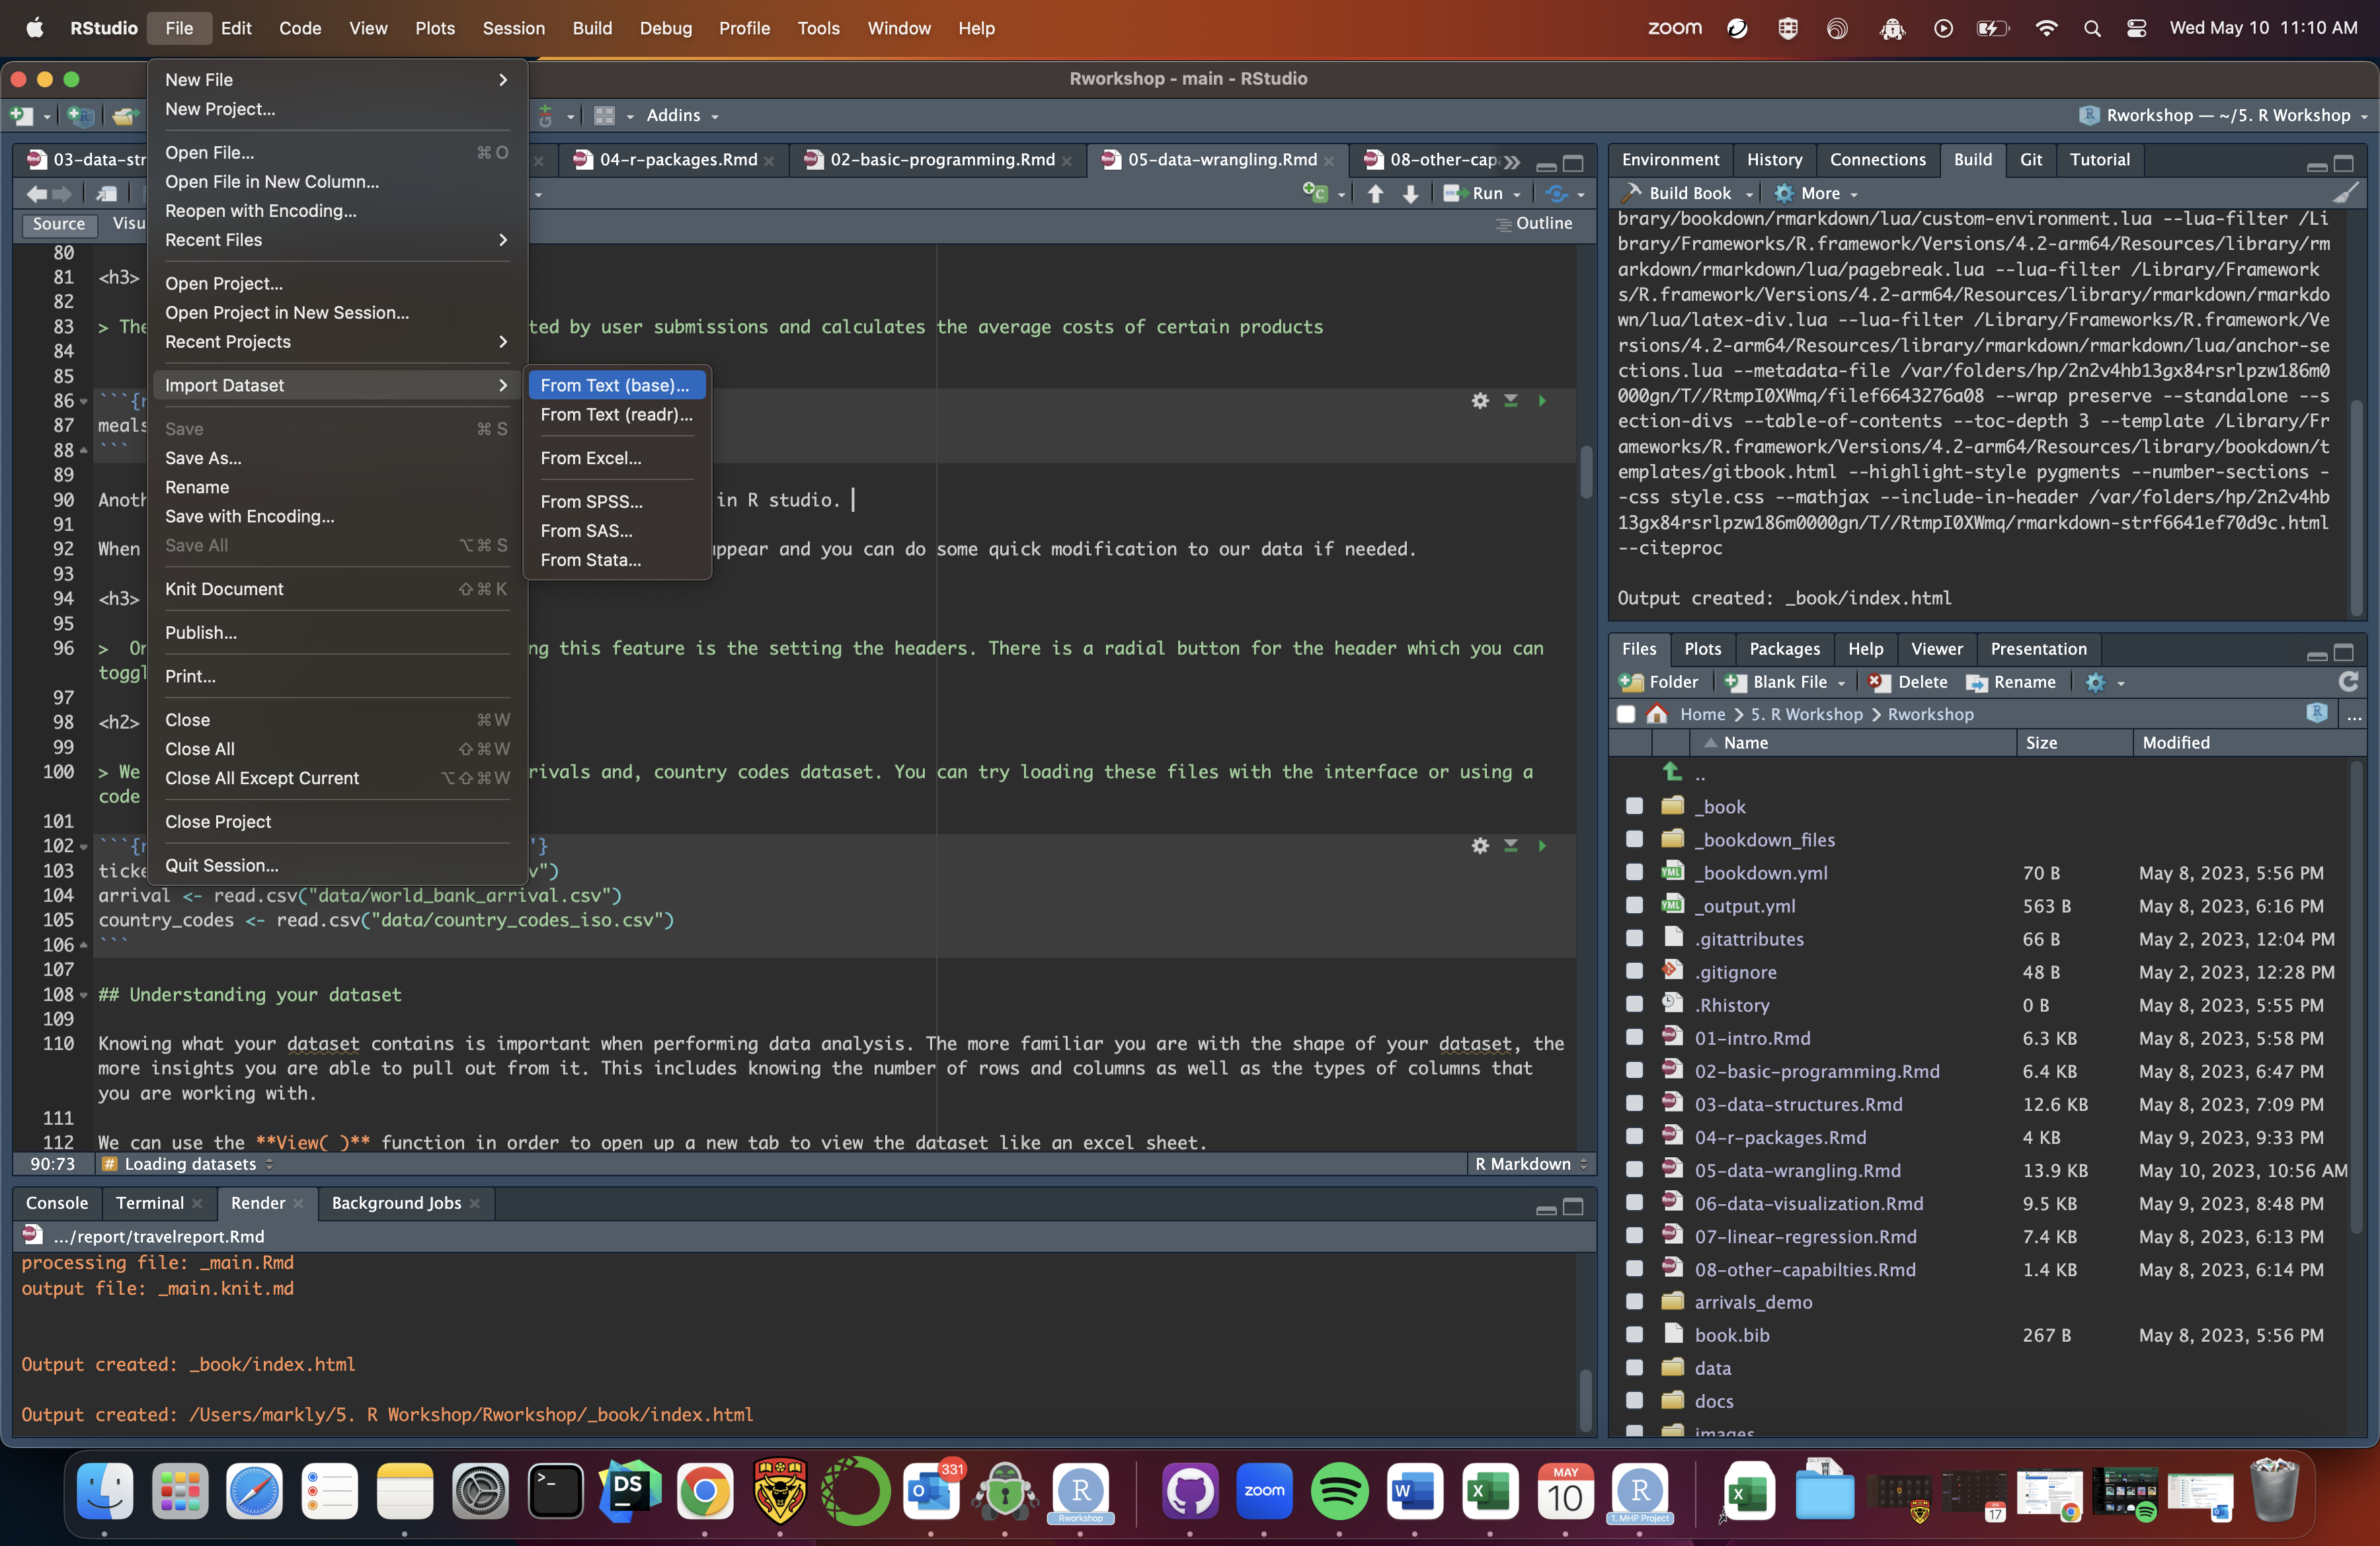 RStudio File Edit Code View Plots Session Build Debug Profile Tools Window Help zoom Wed May 10 11:10 AM
Rworkshop - main - RStudio
Addins
Rworkshop — ~/5. R Workshop
New File
New Project...
Open File... ⌘ O
Open File in New Column...
Reopen with Encoding...
Recent Files
Open Project...
Open Project in New Session...
Recent Projects
Import Dataset
Save ⌘ S
Save As...
Rename
Save with Encoding...
Save All ⌥ ⌘ S
Knit Document ⇧ ⌘ K
Publish...
Print...
Close ⌘ W
Close All ⇧ ⌘ W
Close All Except Current ⌥ ⇧ ⌘ W
Close Project
Quit Session...
From Text (base)...
From Text (readr)...
From Excel...
From SPSS...
From SAS...
From Stata...
03-data-str 04-r-packages.Rmd 02-basic-programming.Rmd 05-data-wrangling.Rmd 08-other-cap
Run
Source Visu Outline
80
81 <h3>
82
83 > The ted by user submissions and calculates the average costs of certain products
84
85
86 ```{r
87 meals
88 ```
89
90 Anoth in R studio.
91
92 When ppear and you can do some quick modification to our data if needed.
93
94 <h3>
95
96 > On ng this feature is the setting the headers. There is a radial button for the header which you can
toggl
97
98 <h2>
99
100 > We rivals and, country codes dataset. You can try loading these files with the interface or using a
code
101
102 ```{r '}
103 ticke v")
104 arrival <- read.csv("data/world_bank_arrival.csv")
105 country_codes <- read.csv("data/country_codes_iso.csv")
106 ```
107
108 ## Understanding your dataset
109
110 Knowing what your dataset contains is important when performing data analysis. The more familiar you are with the shape of your dataset, the
more insights you are able to pull out from it. This includes knowing the number of rows and columns as well as the types of columns that
you are working with.
111
112 We can use the **View( )** function in order to open up a new tab to view the dataset like an excel sheet.
90:73 # Loading datasets R Markdown
Console Terminal Render Background Jobs
.../report/travelreport.Rmd
processing file: _main.Rmd
output file: _main.knit.md
Output created: _book/index.html
Output created: /Users/markly/5. R Workshop/Rworkshop/_book/index.html
Environment History Connections Build Git Tutorial
Build Book More
brary/bookdown/rmarkdown/lua/custom-environment.lua --lua-filter /Li
brary/Frameworks/R.framework/Versions/4.2-arm64/Resources/library/rm
arkdown/rmarkdown/lua/pagebreak.lua --lua-filter /Library/Framework
s/R.framework/Versions/4.2-arm64/Resources/library/rmarkdown/rmarkdo
wn/lua/latex-div.lua --lua-filter /Library/Frameworks/R.framework/Ve
rsions/4.2-arm64/Resources/library/rmarkdown/rmarkdown/lua/anchor-se
ctions.lua --metadata-file /var/folders/hp/2n2v4hb13gx84rsrlpzw186m0
000gn/T//RtmpI0XWmq/filef6643276a08 --wrap preserve --standalone --s
ection-divs --table-of-contents --toc-depth 3 --template /Library/Fr
ameworks/R.framework/Versions/4.2-arm64/Resources/library/bookdown/t
emplates/gitbook.html --highlight-style pygments --number-sections -
-css style.css --mathjax --include-in-header /var/folders/hp/2n2v4hb
13gx84rsrlpzw186m0000gn/T//RtmpI0XWmq/rmarkdown-strf6641ef70d9c.html
--citeproc
Output created: _book/index.html
Files Plots Packages Help Viewer Presentation
Folder Blank File Delete Rename
Home 5. R Workshop Rworkshop ...
Name Size Modified
..
_book
_bookdown_files
_bookdown.yml 70 B May 8, 2023, 5:56 PM
_output.yml 563 B May 8, 2023, 6:16 PM
.gitattributes 66 B May 2, 2023, 12:04 PM
.gitignore 48 B May 2, 2023, 12:28 PM
.Rhistory 0 B May 8, 2023, 5:55 PM
01-intro.Rmd 6.3 KB May 8, 2023, 5:58 PM
02-basic-programming.Rmd 6.4 KB May 8, 2023, 6:47 PM
03-data-structures.Rmd 12.6 KB May 8, 2023, 7:09 PM
04-r-packages.Rmd 4 KB May 9, 2023, 9:33 PM
05-data-wrangling.Rmd 13.9 KB May 10, 2023, 10:56 AM
06-data-visualization.Rmd 9.5 KB May 9, 2023, 8:48 PM
07-linear-regression.Rmd 7.4 KB May 8, 2023, 6:13 PM
08-other-capabilties.Rmd 1.4 KB May 8, 2023, 6:14 PM
arrivals_demo
book.bib 267 B May 8, 2023, 5:56 PM
data
docs
images
DS 331 R Rworkshop zoom W X MAY 10 R 1. MHP Project X 17